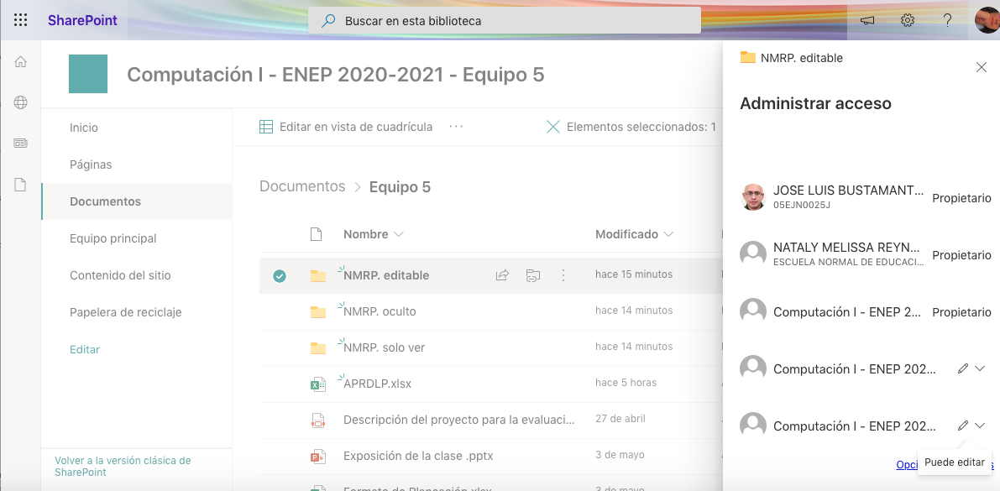 SharePoint
Buscar en esta biblioteca
?
Computación I - ENEP 2020-2021 - Equipo 5
Inicio
Páginas
Documentos
Equipo principal
Contenido del sitio
Papelera de reciclaje
Editar
Volver a la versión clásica de
SharePoint
Editar en vista de cuadrícula
Elementos seleccionados: 1
Documentos > Equipo 5
Nombre Modificado
NMRP. editable hace 15 minutos
NMRP. oculto hace 14 minutos
NMRP. solo ver hace 14 minutos
APRDLP.xlsx hace 5 horas
Descripción del proyecto para la evaluaci... 27 de abril
Exposición de la clase .pptx 3 de mayo
Formato de Planeación.xlsx 3 de mayo
NMRP. editable
Administrar acceso
JOSE LUIS BUSTAMANT... Propietario
05EJN0025J
NATALY MELISSA REYN... Propietario
ESCUELA NORMAL DE EDUCACI...
Computación I - ENEP 2... Propietario
Computación I - ENEP 202...
Computación I - ENEP 202...
Puede editar